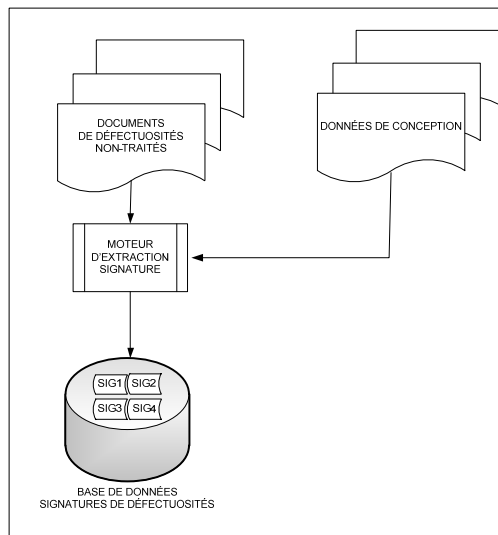 DOCUMENTS
DE DÉFECTUOSITÉS
NON-TRAITÉS
DONNÉES DE CONCEPTION
MOTEUR
D'EXTRACTION
SIGNATURE
SIG1 SIG2
SIG3 SIG4
BASE DE DONNÉES
SIGNATURES DE DÉFECTUOSITÉS